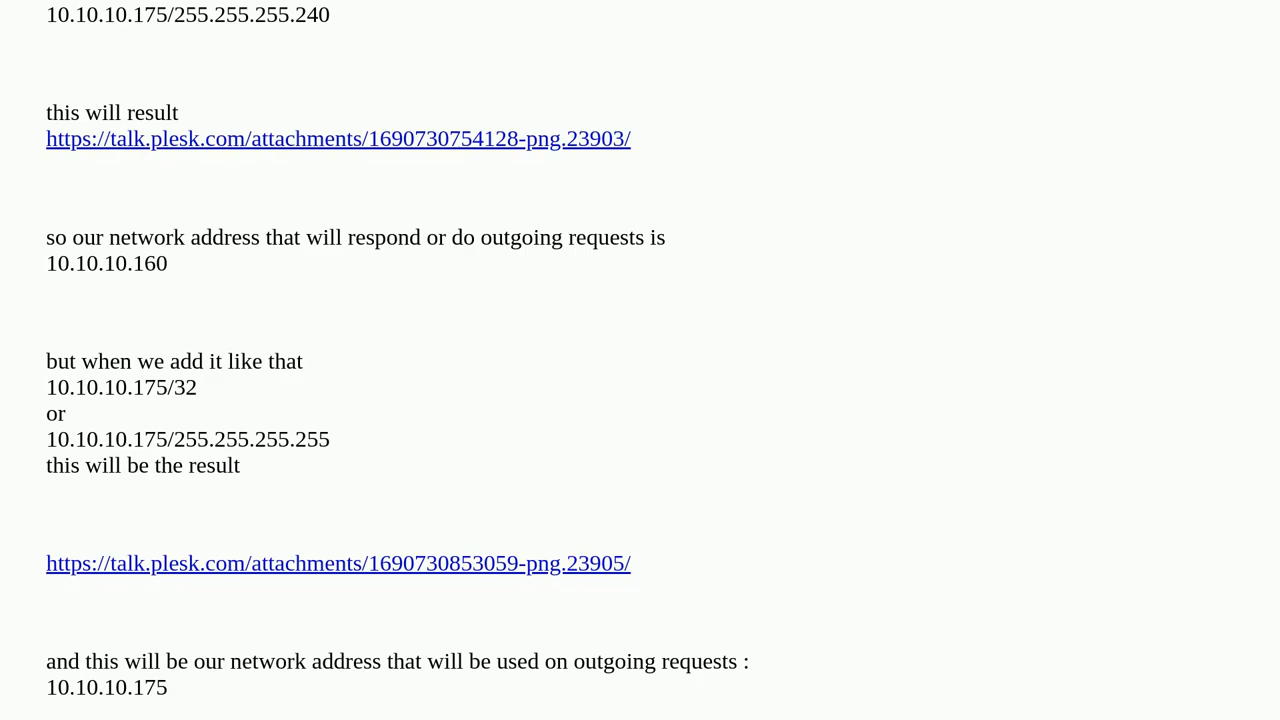 10.10.10.175/255.255.255.240
this will result
https://talk.plesk.com/attachments/1690730754128-png.23903/
so our network address that will respond or do outgoing requests is
10.10.10.160
but when we add it like that
10.10.10.175/32
or
10.10.10.175/255.255.255.255
this will be the result
https://talk.plesk.com/attachments/1690730853059-png.23905/
and this will be our network address that will be used on outgoing requests :
10.10.10.175